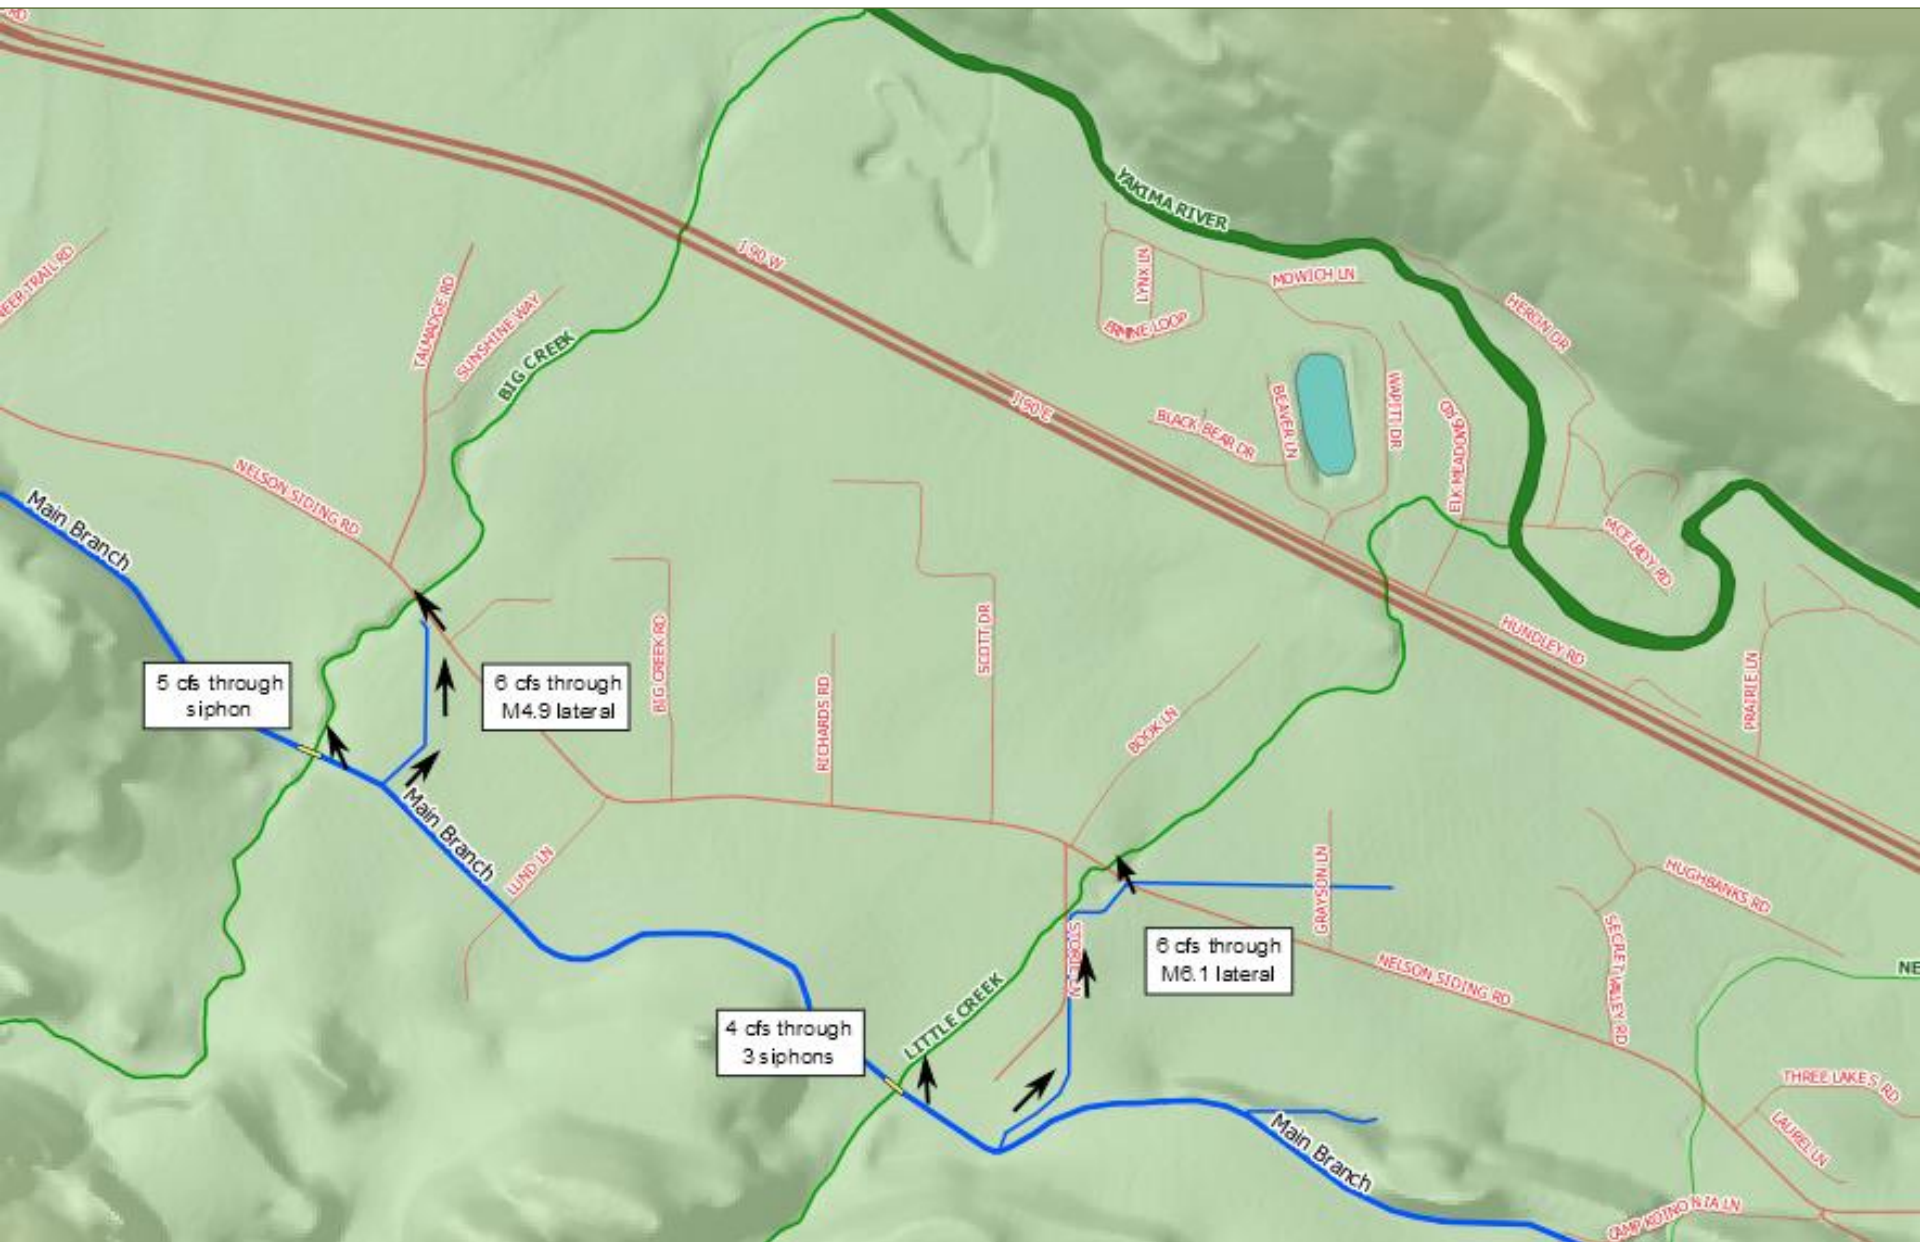 RD
I 90 W
YAKIMA RIVER
LYNX LN
MOWICH LN
ERMINE LOOP
HERON DR
TALMADGE RD
SUNSHINE WAY
BIG CREEK
I 90 E
BLACK BEAR DR
BEAVER LN
WAPITI DR
ELK MEADOWS RD
NELSON SIDING RD
Main Branch
MCELROY RD
HUNDLEY RD
PRAIRIE LN
5 cfs through
siphon
6 cfs through
M4.9 lateral
BIG CREEK RD
RICHARDS RD
SCOTT DR
BOOK LN
Main Branch
LUND LN
GRAYSON LN
HUGHBANKS RD
SECRET VALLEY RD
6 cfs through
M6.1 lateral
NELSON SIDING RD
NE
4 cfs through
3 siphons
LITTLE CREEK
THREE LAKES RD
LAUREL LN
Main Branch
CAMP KOINONIA LN